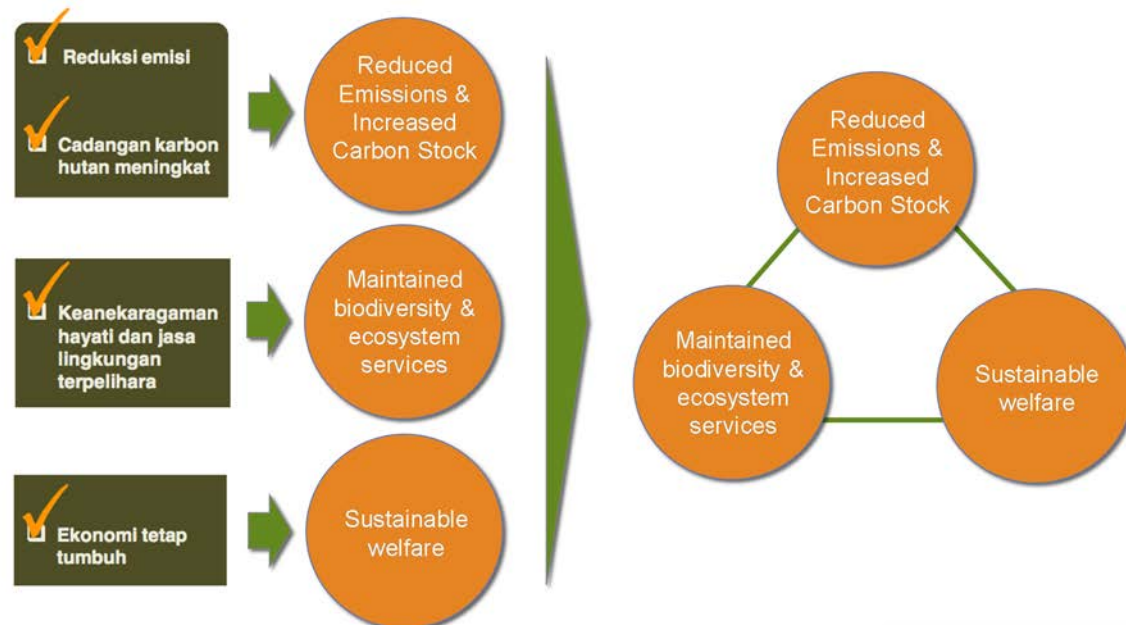 Reduksi emisi
Cadangan karbon
hutan meningkat
Reduced
Emissions &
Increased
Carbon Stock
Keanekaragaman
hayati dan jasa
lingkungan
terpelihara
Maintained
biodiversity &
ecosystem
services
Ekonomi tetap
tumbuh
Sustainable
welfare
Reduced
Emissions &
Increased
Carbon Stock
Maintained
biodiversity &
ecosystem
services
Sustainable
welfare